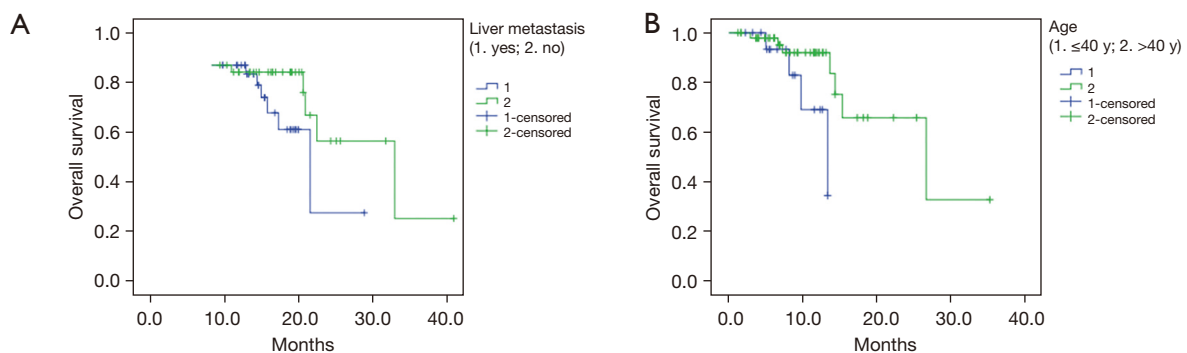 A
Overall survival
1.0
0.8
0.6
0.4
0.2
0.0
0.0 10.0 20.0 30.0 40.0
Months
Liver metastasis
(1. yes; 2. no)
1
2
1-censored
2-censored
B
Overall survival
1.0
0.8
0.6
0.4
0.2
0.0
0.0 10.0 20.0 30.0 40.0
Months
Age
(1. ≤40 y; 2. >40 y)
1
2
1-censored
2-censored